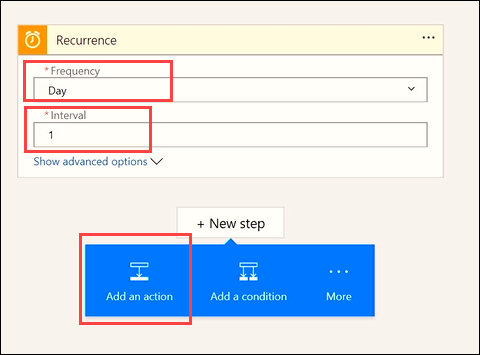 Recurrence
...
* Frequency
Day
* Interval
1
Show advanced options
+ New step
Add an action
Add a condition
...
More